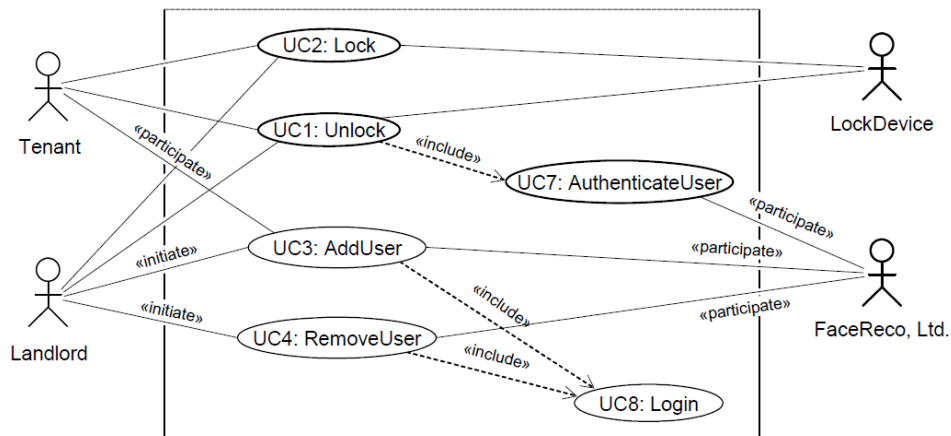 UC2: Lock
Tenant
LockDevice
UC1: Unlock
«participate»
«include»
UC7: AuthenticateUser
«participate»
«initiate»
UC3: AddUser
«participate»
Landlord
«initiate»
UC4: RemoveUser
«include»
«include»
«participate»
FaceReco, Ltd.
UC8: Login